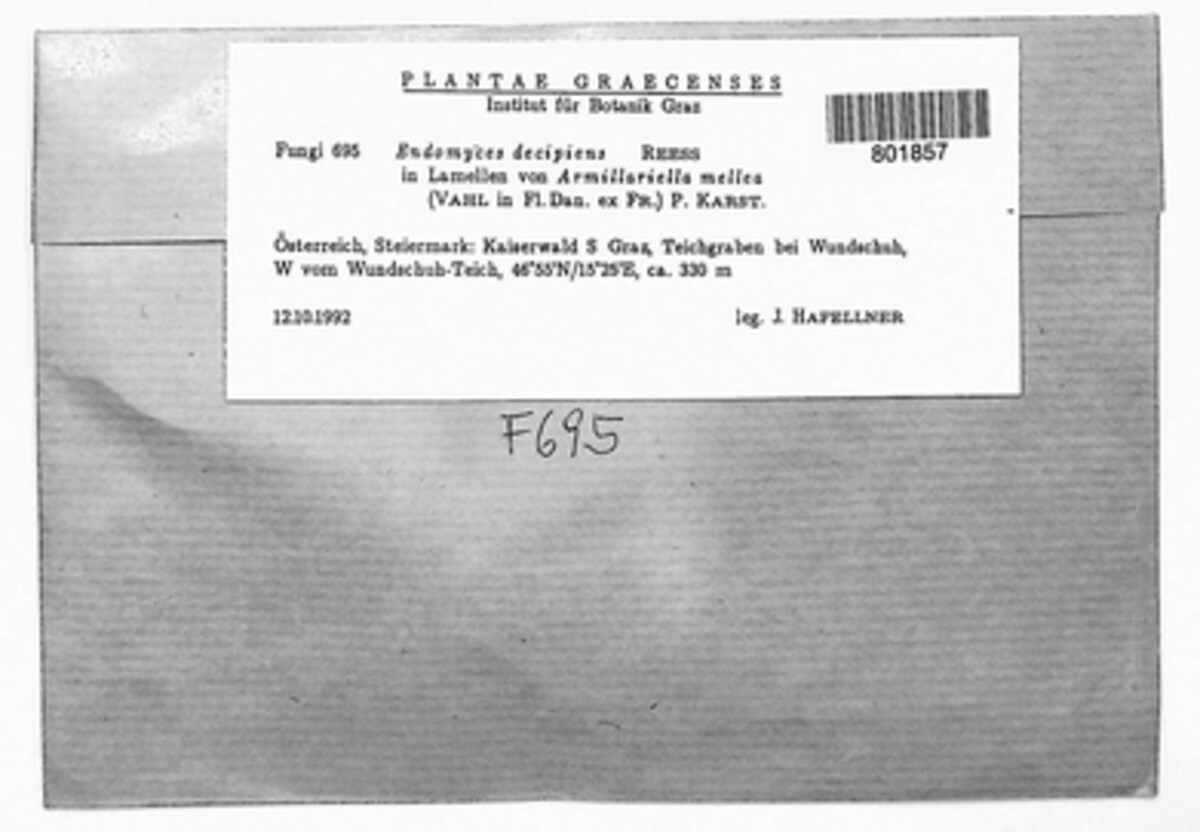 PLANTAE GRAECENSES
Institut für Botanik Graz
801857
Fungi 695 Endomyces decipiens REESS
in Lamellen von Armillariella mellea
(VAHL in Fl. Dan. ex FR.) P. KARST.
Österreich, Steiermark: Kaiserwald S Graz, Teichgraben bei Wundschuh,
W vom Wundschuh-Teich, 46°55'N/15°25'E, ca. 330 m
12.10.1992 leg. J. HAFELLNER
F695